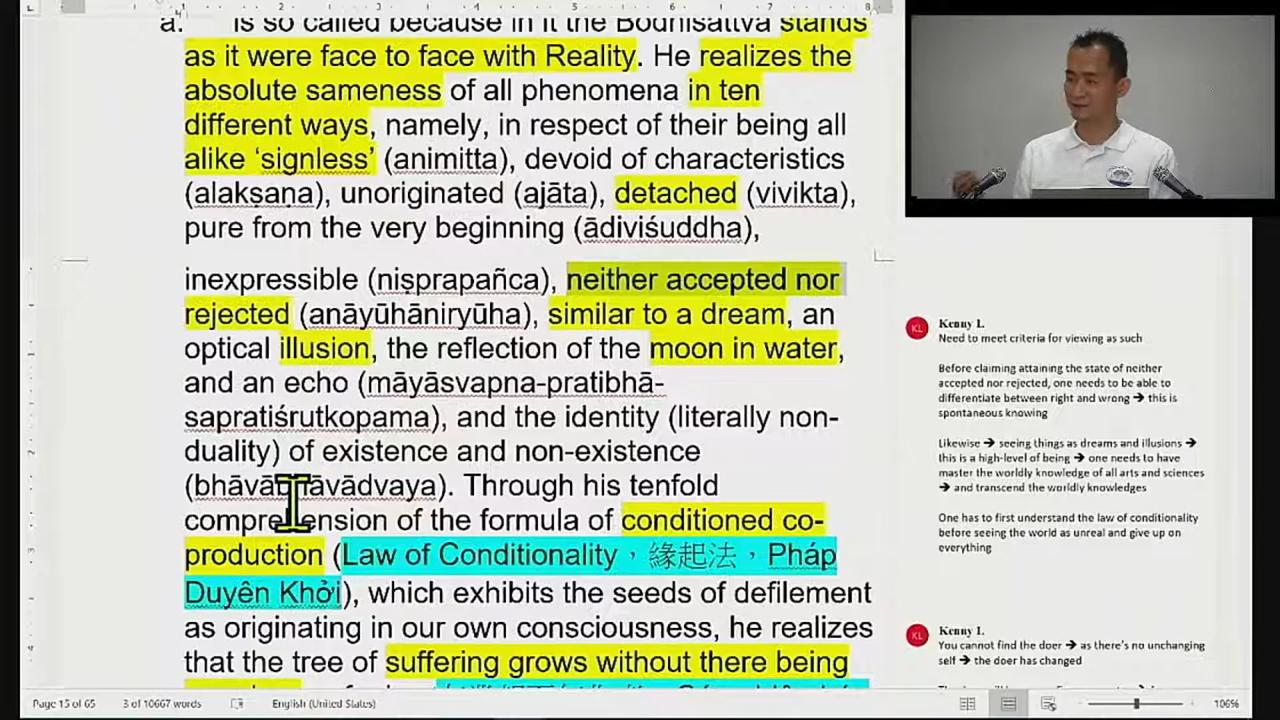 a. is so called because in it the Bodhisattva stands
as it were face to face with Reality. He realizes the
absolute sameness of all phenomena in ten
different ways, namely, in respect of their being all
alike ‘signless’ (animitta), devoid of characteristics
(alakṣaṇa), unoriginated (ajāta), detached (vivikta),
pure from the very beginning (ādiviśuddha),
inexpressible (niṣprapañca), neither accepted nor
rejected (anāyūhāniryūha), similar to a dream, an
optical illusion, the reflection of the moon in water,
and an echo (māyāsvapna-pratibhā-
sapratiśrutkopama), and the identity (literally non-
duality) of existence and non-existence
Through his tenfold
comprehension of the formula of conditioned co-
production (Law of Conditionality，緣起法，Pháp
Duyên Khởi), which exhibits the seeds of defilement
as originating in our own consciousness, he realizes
that the tree of suffering grows without there being
KL Kenny L.
Need to meet criteria for viewing as such
Before claiming attaining the state of neither
accepted nor rejected, one needs to be able to
differentiate between right and wrong → this is
spontaneous knowing
Likewise → seeing things as dreams and illusions →
this is a high-level of being → one needs to have
master the worldly knowledge of all arts and sciences
→ and transcend the worldly knowledges
One has to first understand the law of conditionality
before seeing the world as unreal and give up on
everything
KL Kenny L.
You cannot find the doer → as there's no unchanging
self → the doer has changed
Page 15 of 65 3 of 10667 words English (United States) 106%